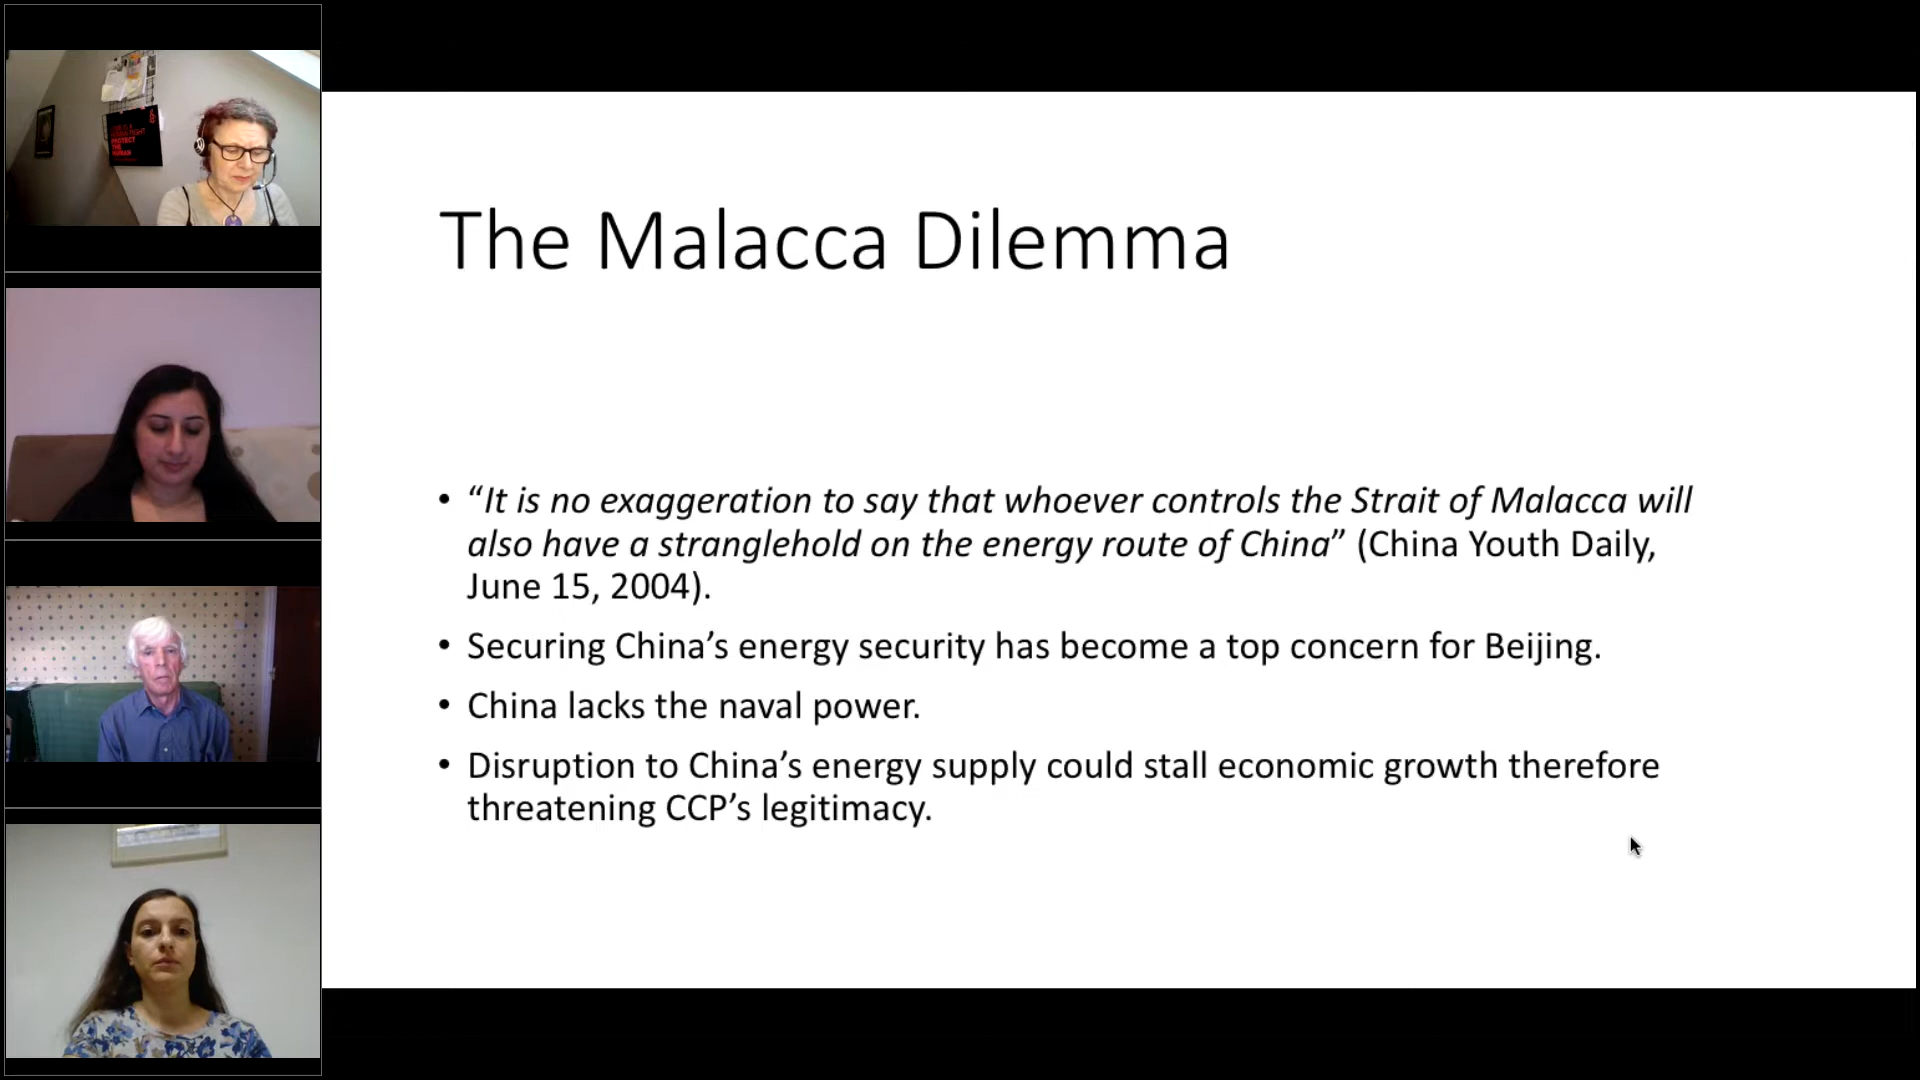 PROTECT
THE
HUMAN
The Malacca Dilemma
• “It is no exaggeration to say that whoever controls the Strait of Malacca will
also have a stranglehold on the energy route of China” (China Youth Daily,
June 15, 2004).
• Securing China’s energy security has become a top concern for Beijing.
• China lacks the naval power.
• Disruption to China’s energy supply could stall economic growth therefore
threatening CCP’s legitimacy.